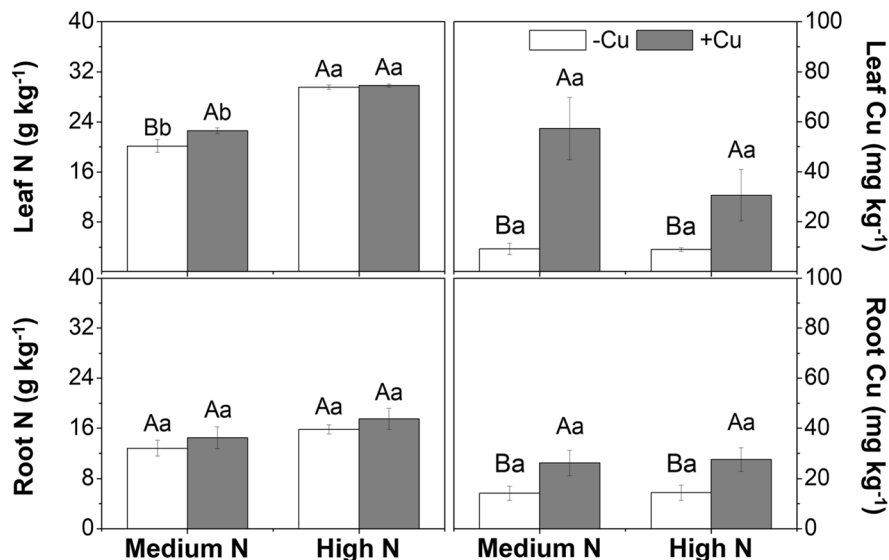 40
32
24
16
8
Leaf N (g kg-1)
Bb
Ab
Aa
Aa
-Cu
+Cu
Ba
Aa
Ba
Aa
100
80
60
40
20
Leaf Cu (mg kg-1)
40
32
24
16
8
0
Root N (g kg-1)
Aa
Aa
Aa
Aa
Ba
Aa
Ba
Aa
100
80
60
40
20
0
Root Cu (mg kg-1)
Medium N
High N
Medium N
High N